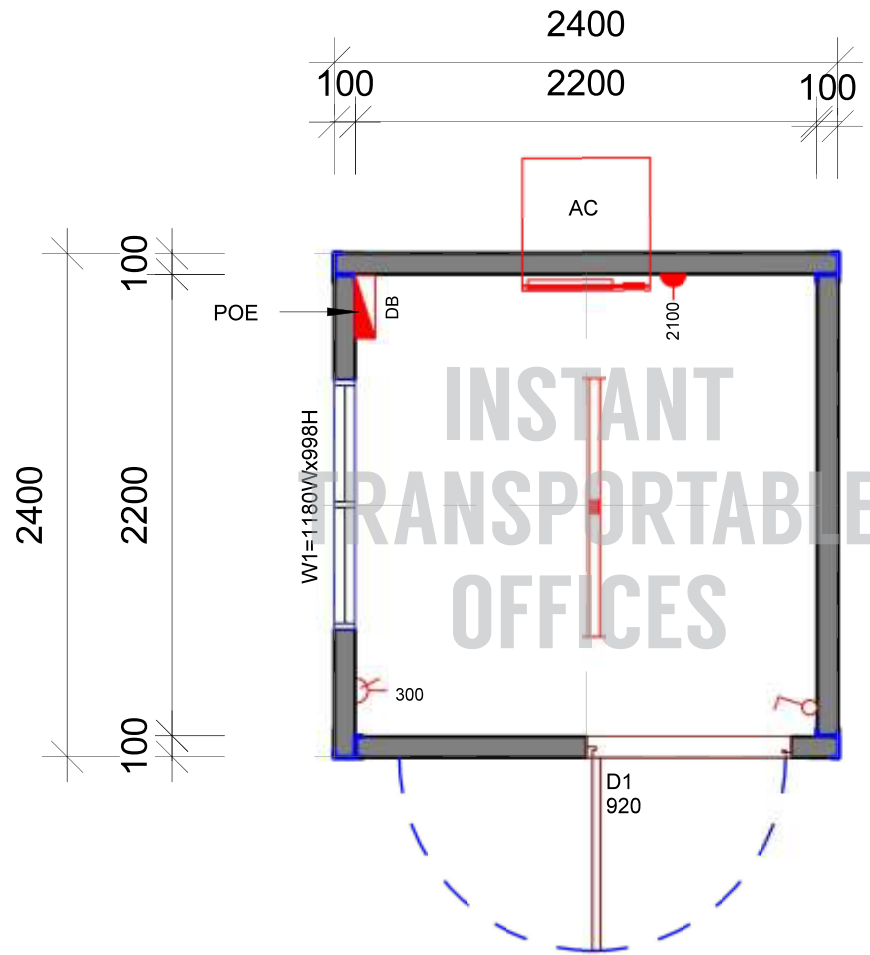 2400
100
2200
100
AC
100
POE
DB
2100
W1=1180Wx998H
INSTANT
TRANSPORTABLE
OFFICES
2400
2200
300
100
D1
920